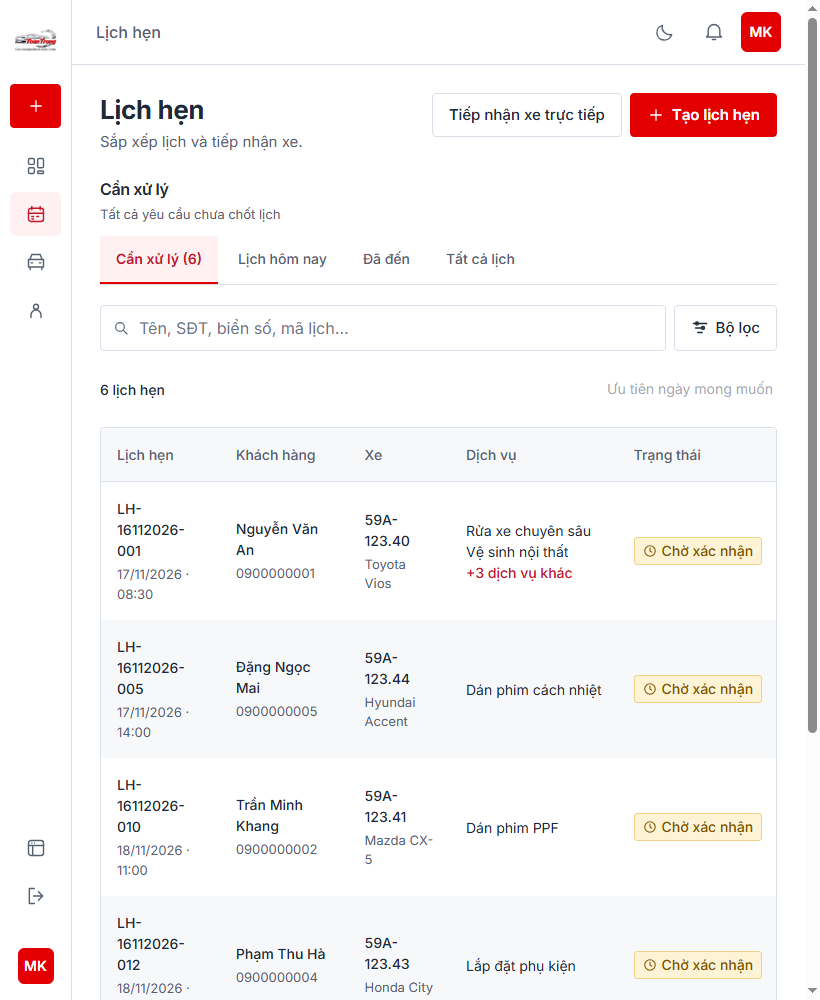 Lịch hẹn
MK
Lịch hẹn
Sắp xếp lịch và tiếp nhận xe.
Tiếp nhận xe trực tiếp
Tạo lịch hẹn
Cần xử lý
Tất cả yêu cầu chưa chốt lịch
Cần xử lý (6)
Lịch hôm nay
Đã đến
Tất cả lịch
Tên, SĐT, biển số, mã lịch...
Bộ lọc
6 lịch hẹn
Ưu tiên ngày mong muốn
Lịch hẹn
Khách hàng
Xe
Dịch vụ
Trạng thái
LH-
16112026-
001
17/11/2026 ·
08:30
Nguyễn Văn
An
0900000001
59A-
123.40
Toyota
Vios
Rửa xe chuyên sâu
Vệ sinh nội thất
+3 dịch vụ khác
Chờ xác nhận
LH-
16112026-
005
17/11/2026 ·
14:00
Đặng Ngọc
Mai
0900000005
59A-
123.44
Hyundai
Accent
Dán phim cách nhiệt
Chờ xác nhận
LH-
16112026-
010
18/11/2026 ·
11:00
Trần Minh
Khang
0900000002
59A-
123.41
Mazda CX-
5
Dán phim PPF
Chờ xác nhận
LH-
16112026-
012
18/11/2026 ·
Phạm Thu Hà
0900000004
59A-
123.43
Honda City
Lắp đặt phụ kiện
Chờ xác nhận
MK